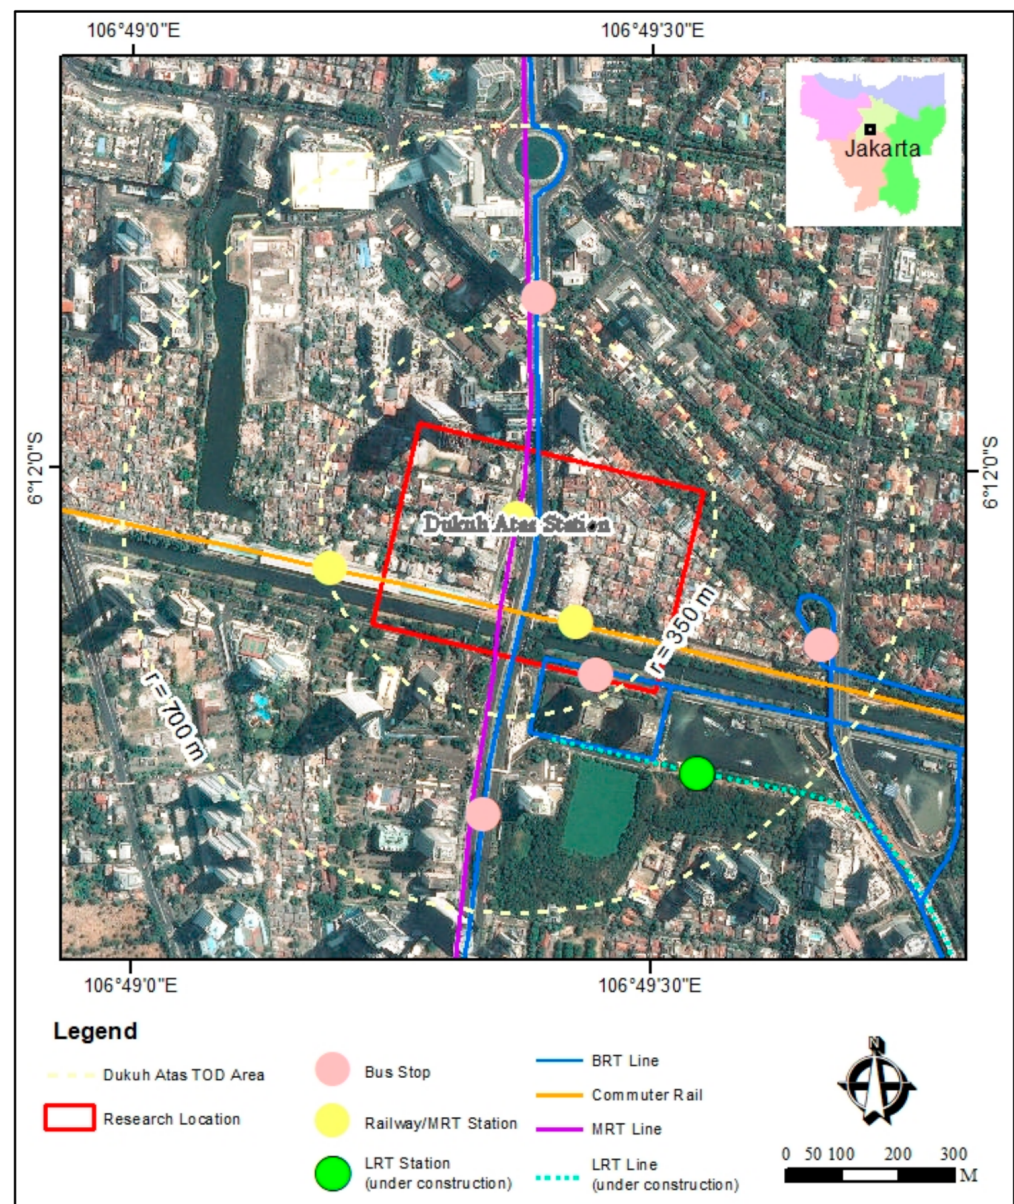 106°49'0"E
106°49'30"E
Jakarta
6°12'0"S
6°12'0"S
Dukuh Atas Station
r= 350 m
r= 700 m
106°49'0"E
106°49'30"E
Legend
Dukuh Atas TOD Area
Research Location
Bus Stop
Railway/MRT Station
LRT Station
(under construction)
BRT Line
Commuter Rail
MRT Line
LRT Line
(under construction)
N
0 50 100 200 300
M